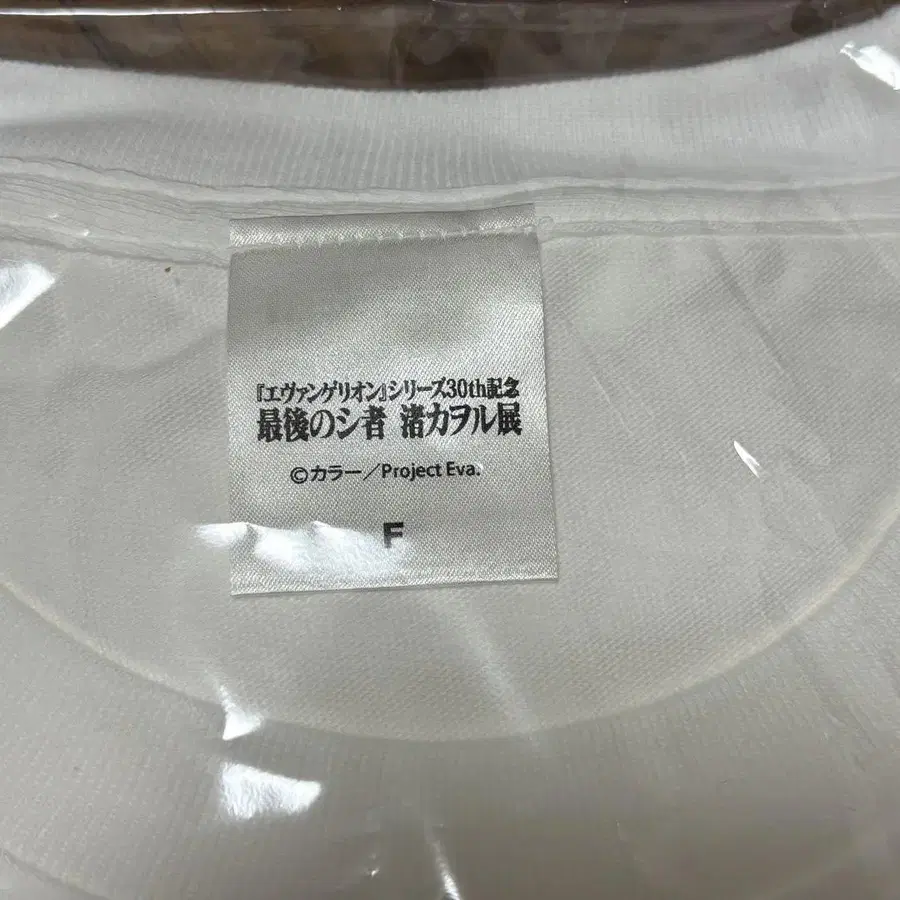 『エヴァンゲリオン』シリーズ30th記念
最後のシ者 渚カヲル展
©カラー／Project Eva.
F